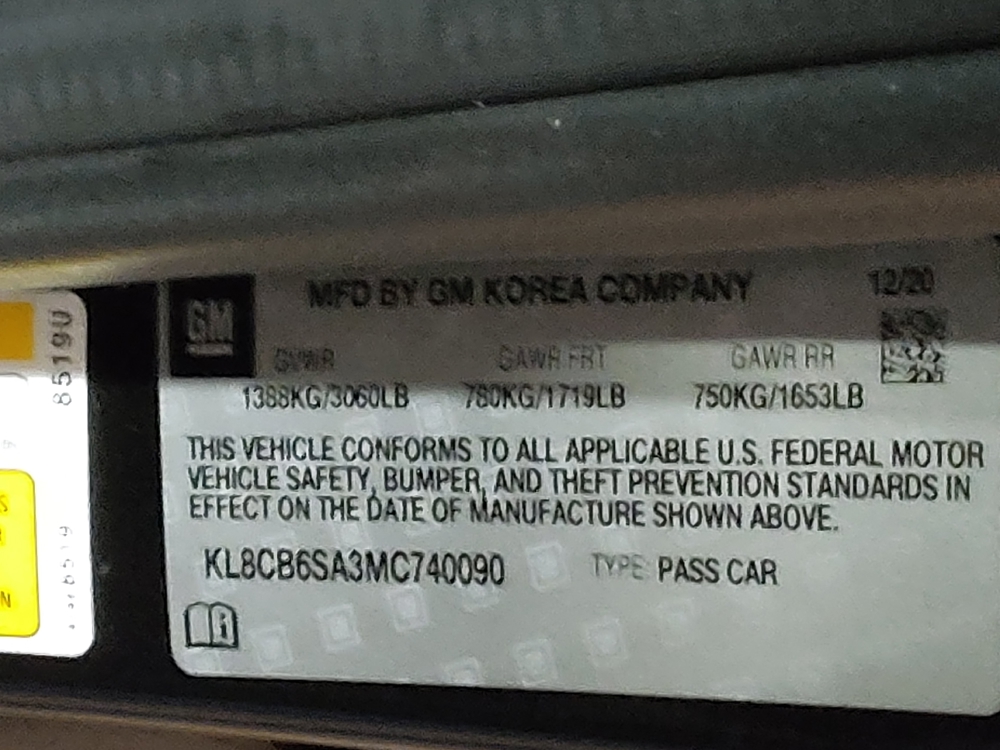 MFD BY GM KOREA COMPANY 12/20
GM
GVWR GAWR FRT GAWR RR
1388KG/3060LB 780KG/1719LB 750KG/1653LB
THIS VEHICLE CONFORMS TO ALL APPLICABLE U.S. FEDERAL MOTOR
VEHICLE SAFETY, BUMPER, AND THEFT PREVENTION STANDARDS IN
EFFECT ON THE DATE OF MANUFACTURE SHOWN ABOVE.
KL8CB6SA3MC740090 TYPE: PASS CAR
8519U